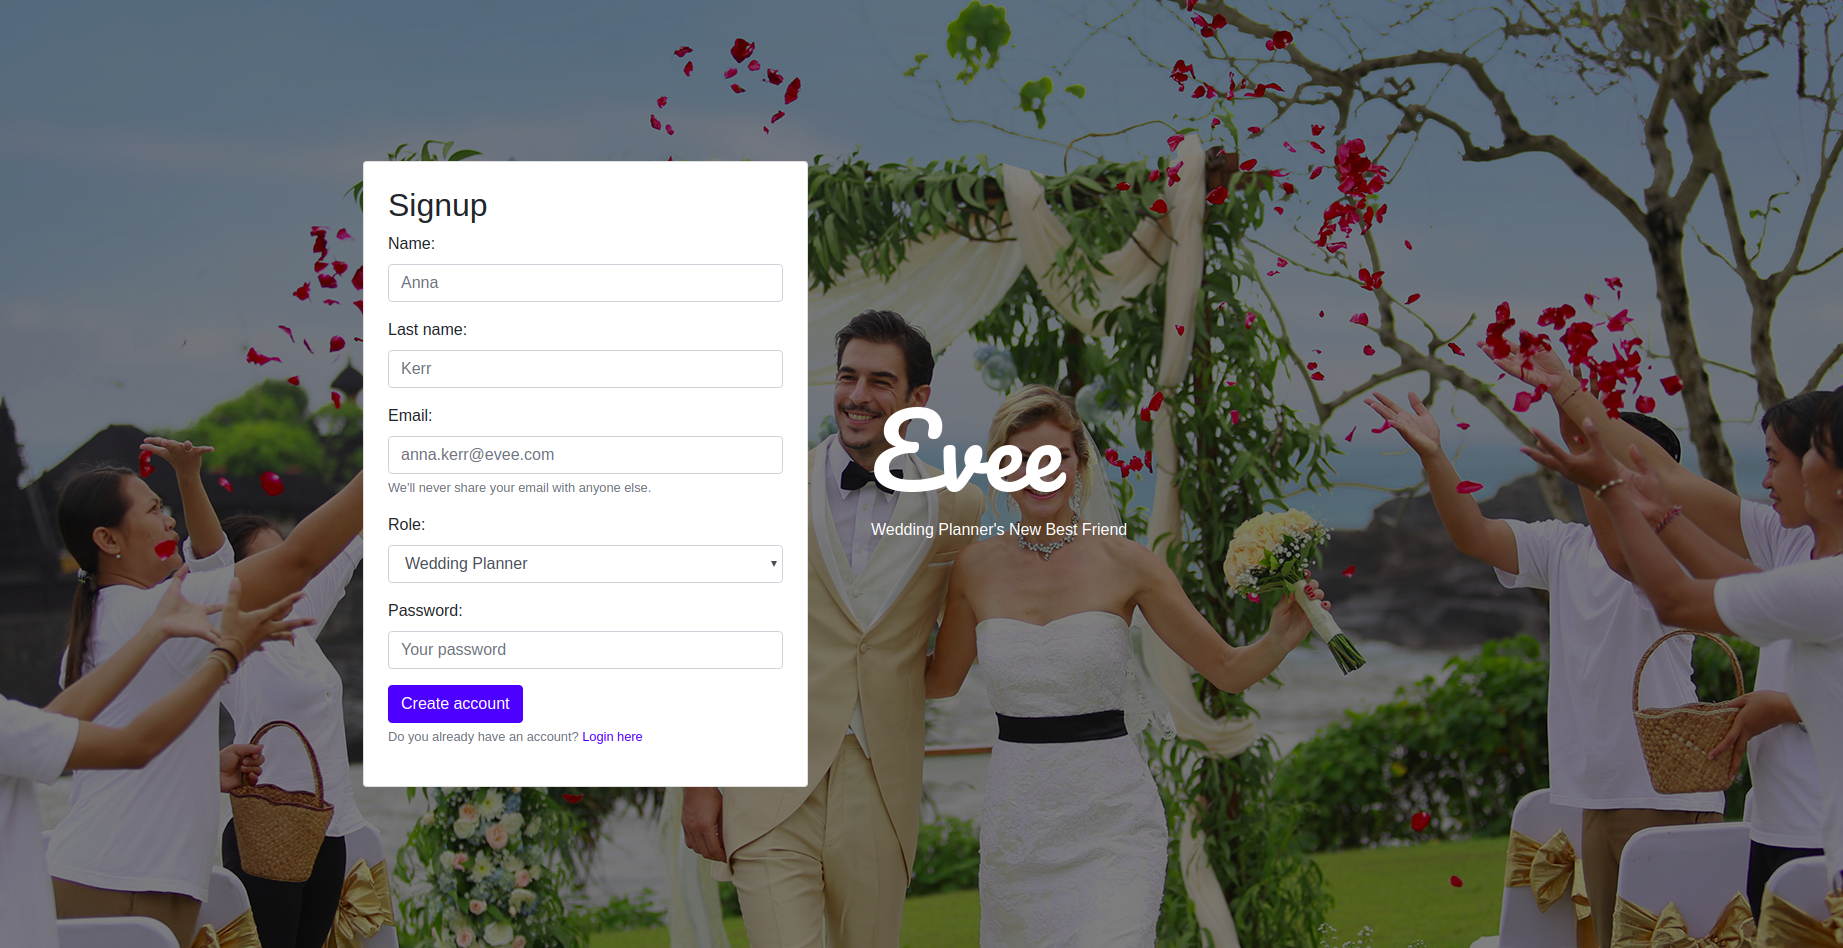 Signup
Name:
Anna
Last name:
Kerr
Email:
anna.kerr@evee.com
We'll never share your email with anyone else.
Role:
Wedding Planner
Password:
Your password
Create account
Do you already have an account? Login here
Evee
Wedding Planner's New Best Friend